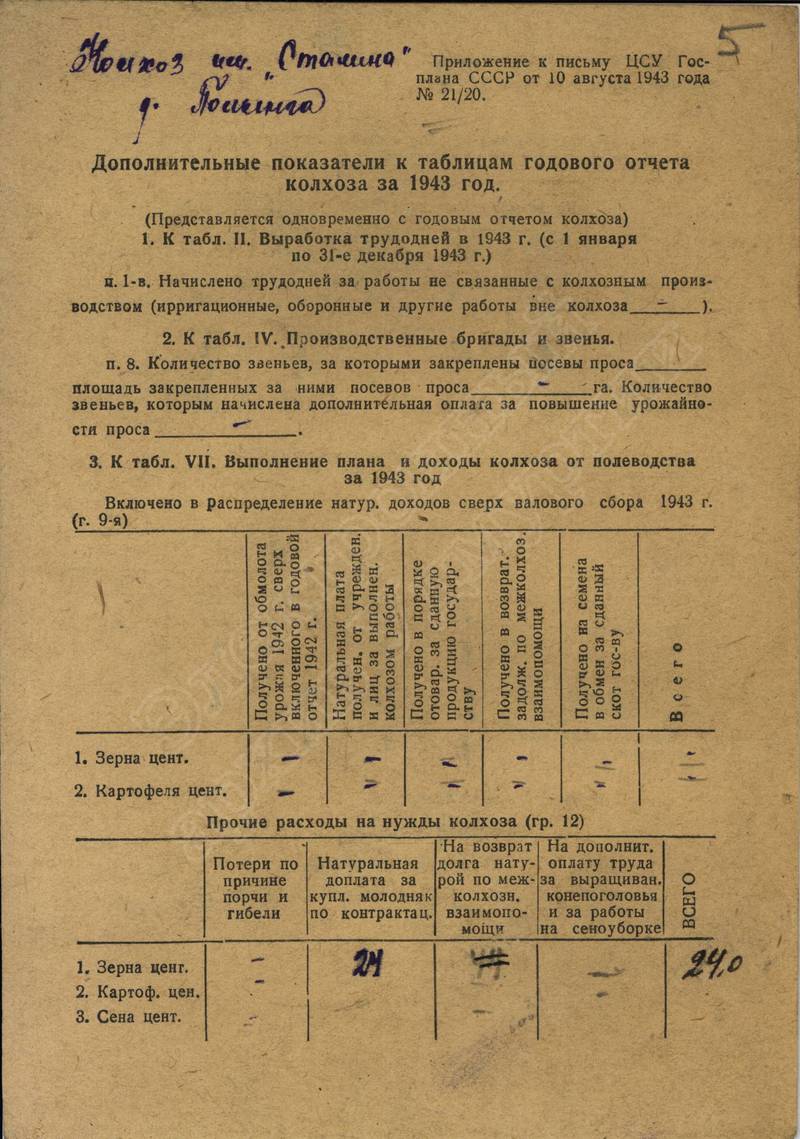 5
Колхоз им. Сталина"
Приложение к письму ЦСУ Гос-
плана СССР от 10 августа 1943 года
№ 21/20.
д.
Дополнительные показатели к таблицам годового отчета
колхоза за 1943 год.
(Представляется одновременно с годовым отчетом колхоза)
1. К табл. II. Выработка трудодней в 1943 г. (с 1 января
по 31-е декабря 1943 г.)
п. 1-в. Начислено трудодней за работы не связанные с колхозным произ-
водством (ирригационные, оборонные и другие работы вне колхоза – ).
2. К табл. IV. Производственные бригады и звенья.
п. 8. Количество звеньев, за которыми закреплены посевы проса
площадь закрепленных за ними посевов проса – га. Количество
звеньев, которым начислена дополнительная оплата за повышение урожайно-
сти проса – .
3. К табл. VII. Выполнение плана и доходы колхоза от полеводства
за 1943 год
Включено в распределение натур. доходов сверх валового сбора 1943 г.
(г. 9-я)
Получено от обмолота
урожая 1942 г. сверх
включенного в годовой
отчет 1942 г.
Натуральная плата
получен. от учрежден.
и лиц за выполнен.
колхозом работы
Получено в порядке
отовар. за сданную
продукцию государ-
ству
Получено в возврат.
задолж. по межколхоз.
взаимопомощи
Получено на семена
в обмен за сданный
скот гос-ву
Всего
1. Зерна цент. – – – – – –
2. Картофеля цент. – – – – – –
Прочие расходы на нужды колхоза (гр. 12)
Потери по
причине
порчи и
гибели
Натуральная
доплата за
купл. молодняк
по контрактац.
На возврат
долга нату-
рой по меж-
колхозн.
взаимопо-
мощи
На дополнит.
оплату труда
за выращиван.
конепоголовья
и за работы
на сеноуборке
ВСЕГО
1. Зерна цент. – 24 – 24,0
2. Картоф. цен. – –
3. Сена цент. – –